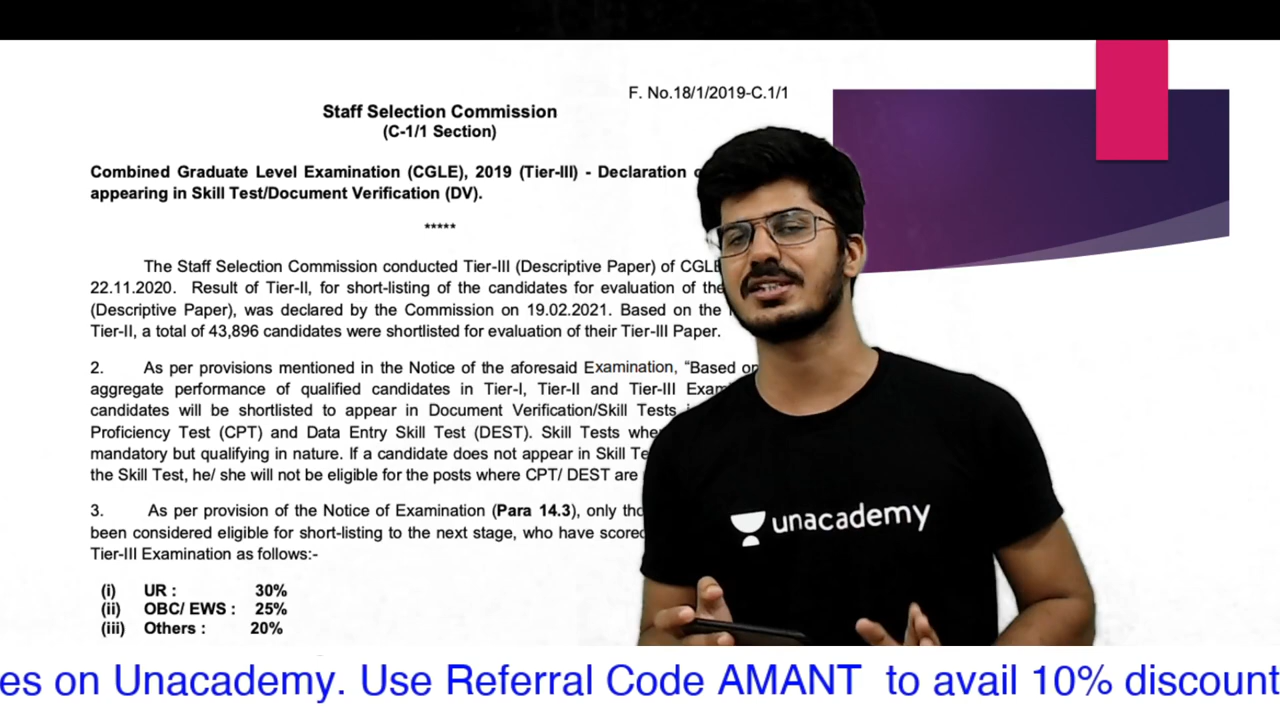 F. No.18/1/2019-C.1/1
Staff Selection Commission
(C-1/1 Section)
Combined Graduate Level Examination (CGLE), 2019 (Tier-III) - Declaration
appearing in Skill Test/Document Verification (DV).
*****
The Staff Selection Commission conducted Tier-III (Descriptive Paper) of CGLE
22.11.2020. Result of Tier-II, for short-listing of the candidates for evaluation of the
(Descriptive Paper), was declared by the Commission on 19.02.2021. Based on the
Tier-II, a total of 43,896 candidates were shortlisted for evaluation of their Tier-III Paper.
2. As per provisions mentioned in the Notice of the aforesaid Examination, “Based on
aggregate performance of qualified candidates in Tier-I, Tier-II and Tier-III
candidates will be shortlisted to appear in Document Verification/Skill Tests
Proficiency Test (CPT) and Data Entry Skill Test (DEST). Skill Tests
mandatory but qualifying in nature. If a candidate does not appear in Skill
the Skill Test, he/ she will not be eligible for the posts where CPT/ DEST are
3. As per provision of the Notice of Examination (Para 14.3), only
been considered eligible for short-listing to the next stage, who have scored
Tier-III Examination as follows:-
(i) UR : 30%
(ii) OBC/ EWS : 25%
(iii) Others : 20%
unacademy
es on Unacademy. Use Referral Code AMANT to avail 10% discount